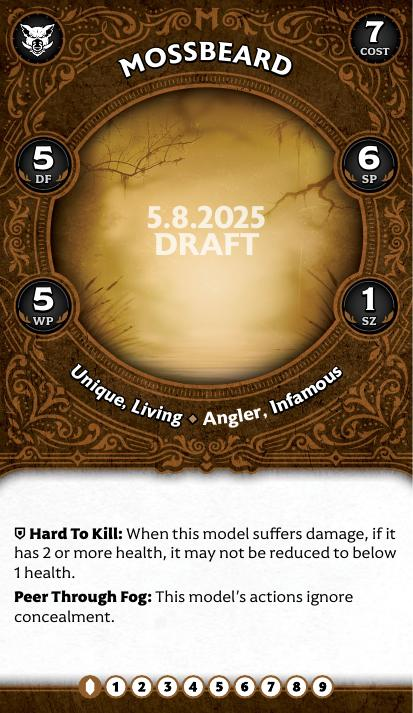 M
MOSSBEARD
7
COST
5
DF
6
SP
5.8.2025
DRAFT
5
WP
1
SZ
Unique, Living ◆ Angler, Infamous
Hard To Kill: When this model suffers damage, if it
has 2 or more health, it may not be reduced to below
1 health.
Peer Through Fog: This model's actions ignore
concealment.
1 2 3 4 5 6 7 8 9